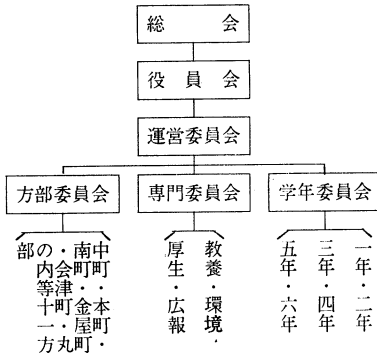 総会
役員会
運営委員会
方部委員会
専門委員会
学年委員会
一年・二年
三年・四年
五年・六年
教養・環境・
厚生・広報
中町・本町・
南町・金屋町
・会津町・丸
の内等十一方
部